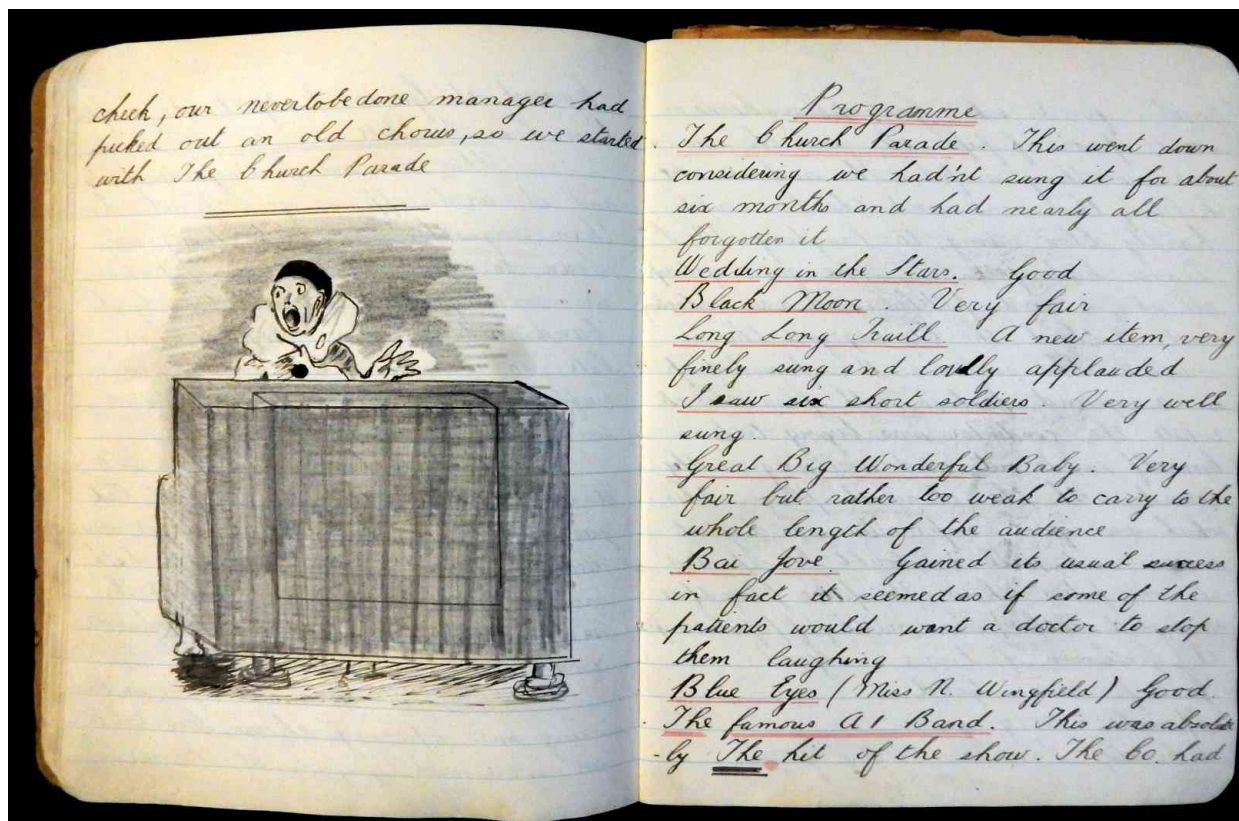 cheek, our nevertobedone manager had
picked out an old chorus, so we started
with The Church Parade
Programme
The Church Parade. This went down
considering we had'nt sung it for about
six months and had nearly all
forgotten it
Wedding in the Stars. Good
Black Moon. Very fair
Long Long Traill. A new item, very
finely sung and loudly applauded
I saw six short soldiers. Very well
sung.
Great Big Wonderful Baby. Very
fair but rather too weak to carry to the
whole length of the audience
Bai Jove. Gained its usual success
in fact it seemed as if some of the
patients would want a doctor to stop
them laughing
Blue Eyes (Miss N. Wingfield) Good.
The famous A1 Band. This was absolute
-ly The hit of the show. The Co. had